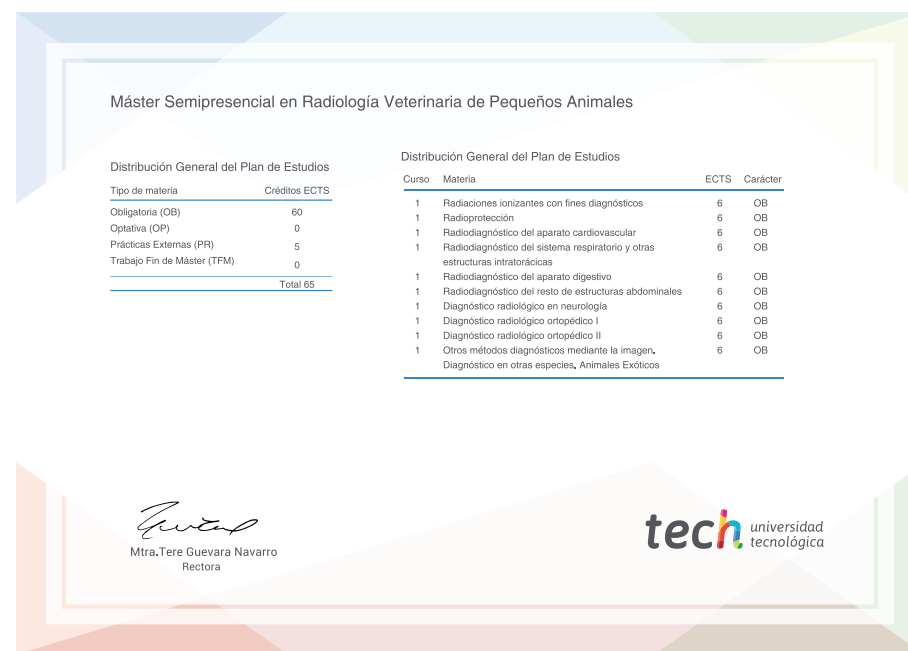 Máster Semipresencial en Radiología Veterinaria de Pequeños Animales
Distribución General del Plan de Estudios
Tipo de materia Créditos ECTS
Obligatoria (OB) 60
Optativa (OP) 0
Prácticas Externas (PR) 5
Trabajo Fin de Máster (TFM) 0
Total 65
Distribución General del Plan de Estudios
Curso Materia ECTS Carácter
1 Radiaciones ionizantes con fines diagnósticos 6 OB
1 Radioprotección 6 OB
1 Radiodiagnóstico del aparato cardiovascular 6 OB
1 Radiodiagnóstico del sistema respiratorio y otras 6 OB
estructuras intratorácicas
1 Radiodiagnóstico del aparato digestivo 6 OB
1 Radiodiagnóstico del resto de estructuras abdominales 6 OB
1 Diagnóstico radiológico en neurología 6 OB
1 Diagnóstico radiológico ortopédico I 6 OB
1 Diagnóstico radiológico ortopédico II 6 OB
1 Otros métodos diagnósticos mediante la imagen. 6 OB
Diagnóstico en otras especies. Animales Exóticos
Mtra.Tere Guevara Navarro
Rectora
tech universidad
tecnológica